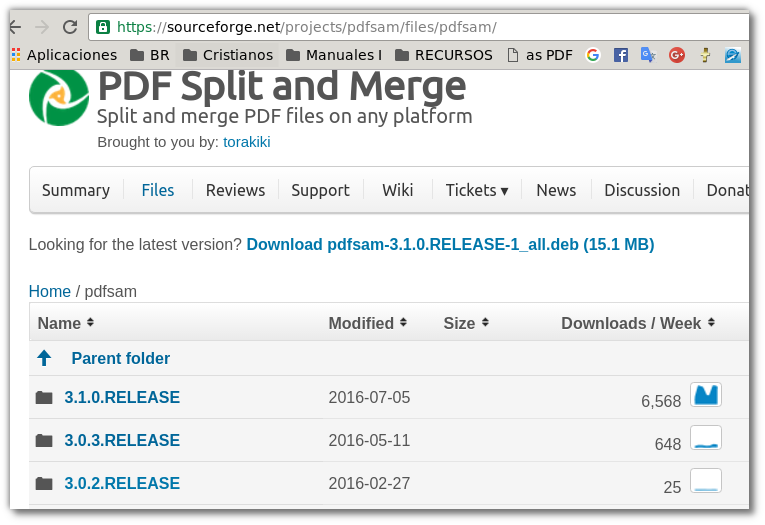 https://sourceforge.net/projects/pdfsam/files/pdfsam/
Aplicaciones BR Cristianos Manuales I RECURSOS as PDF
PDF Split and Merge
Split and merge PDF files on any platform
Brought to you by: torakiki
Summary Files Reviews Support Wiki Tickets ▾ News Discussion Donat
Looking for the latest version? Download pdfsam-3.1.0.RELEASE-1_all.deb (15.1 MB)
Home / pdfsam
Name Modified Size Downloads / Week
Parent folder
3.1.0.RELEASE 2016-07-05 6,568
3.0.3.RELEASE 2016-05-11 648
3.0.2.RELEASE 2016-02-27 25